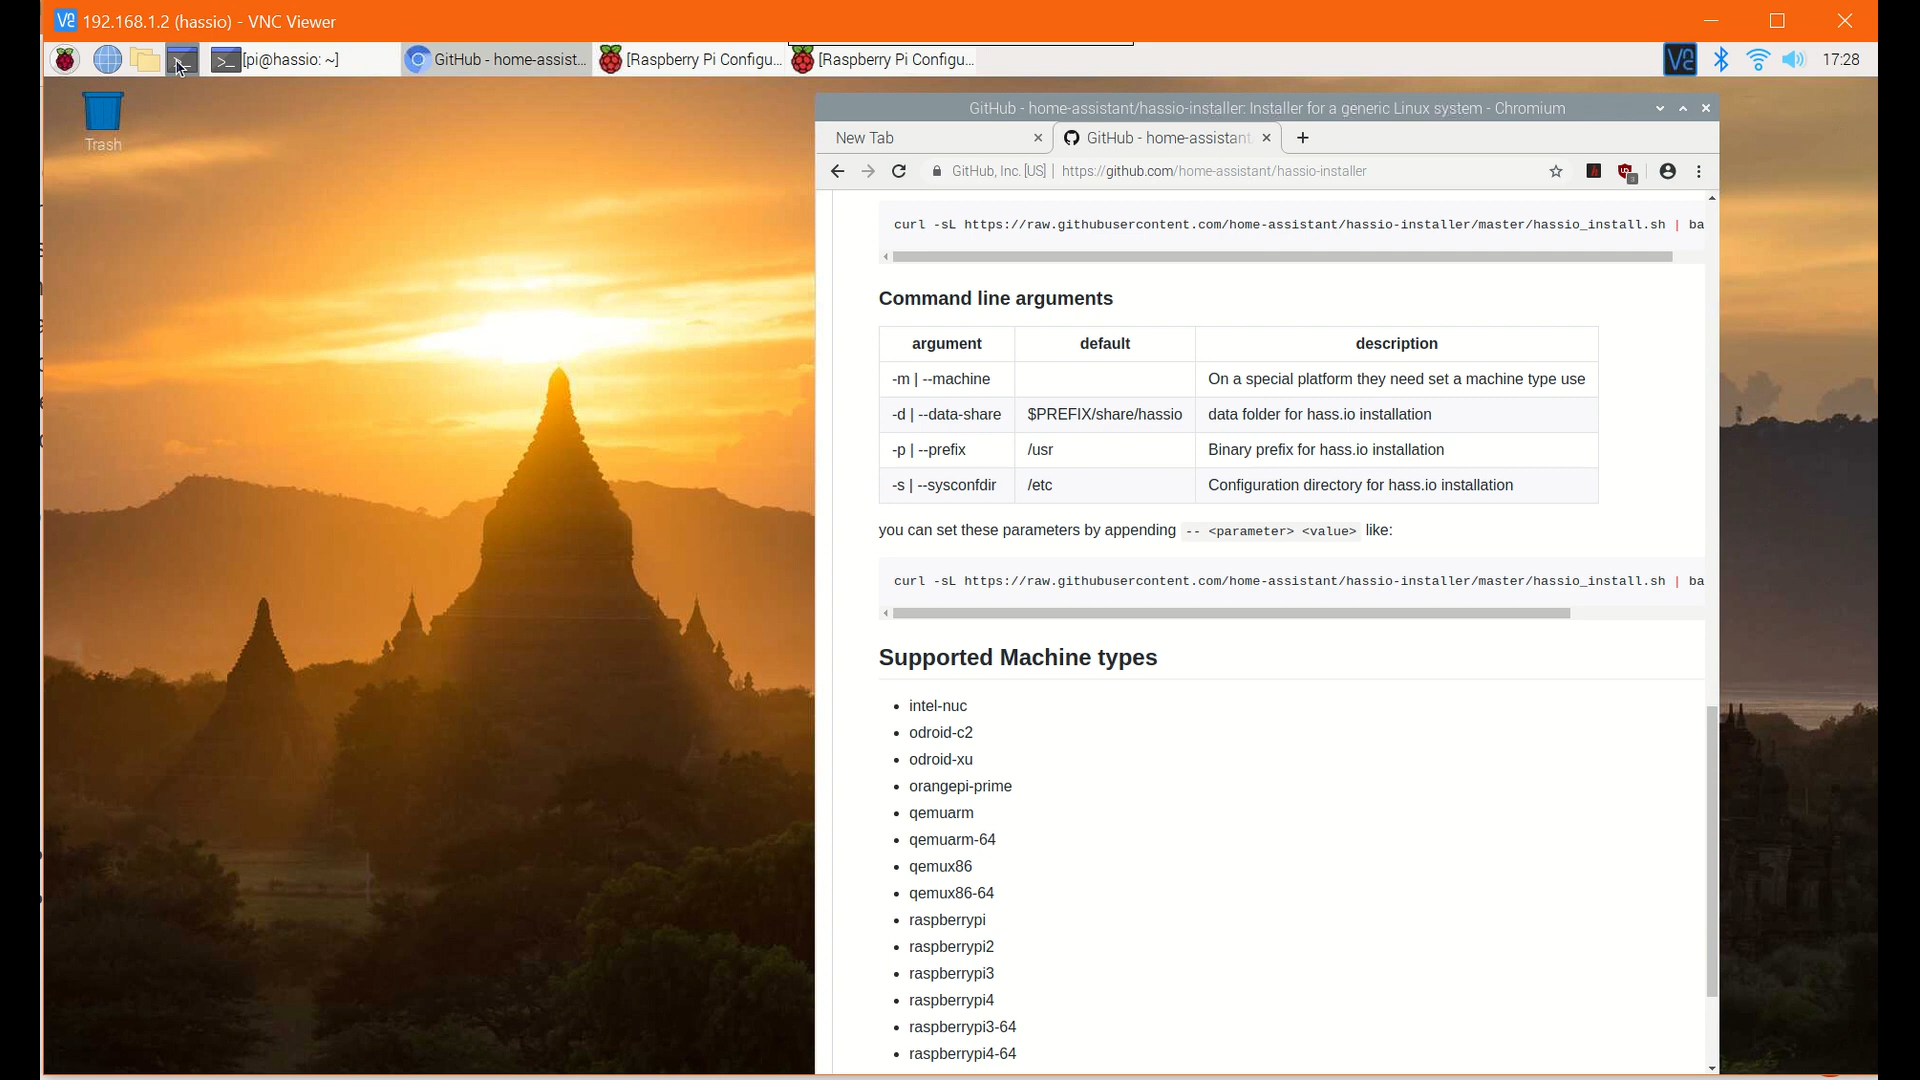 192.168.1.2 (hassio) - VNC Viewer
[pi@hassio: ~]
GitHub - home-assist...
[Raspberry Pi Configu...
[Raspberry Pi Configu...
17:28
Trash
GitHub - home-assistant/hassio-installer: Installer for a generic Linux system - Chromium
New Tab
GitHub - home-assistant
GitHub, Inc. [US] | https://github.com/home-assistant/hassio-installer
curl -sL https://raw.githubusercontent.com/home-assistant/hassio-installer/master/hassio_install.sh | ba
Command line arguments
argument default description
-m | --machine On a special platform they need set a machine type use
-d | --data-share $PREFIX/share/hassio data folder for hass.io installation
-p | --prefix /usr Binary prefix for hass.io installation
-s | --sysconfdir /etc Configuration directory for hass.io installation
you can set these parameters by appending -- <parameter> <value> like:
curl -sL https://raw.githubusercontent.com/home-assistant/hassio-installer/master/hassio_install.sh | ba
Supported Machine types
intel-nuc
odroid-c2
odroid-xu
orangepi-prime
qemuarm
qemuarm-64
qemux86
qemux86-64
raspberrypi
raspberrypi2
raspberrypi3
raspberrypi4
raspberrypi3-64
raspberrypi4-64